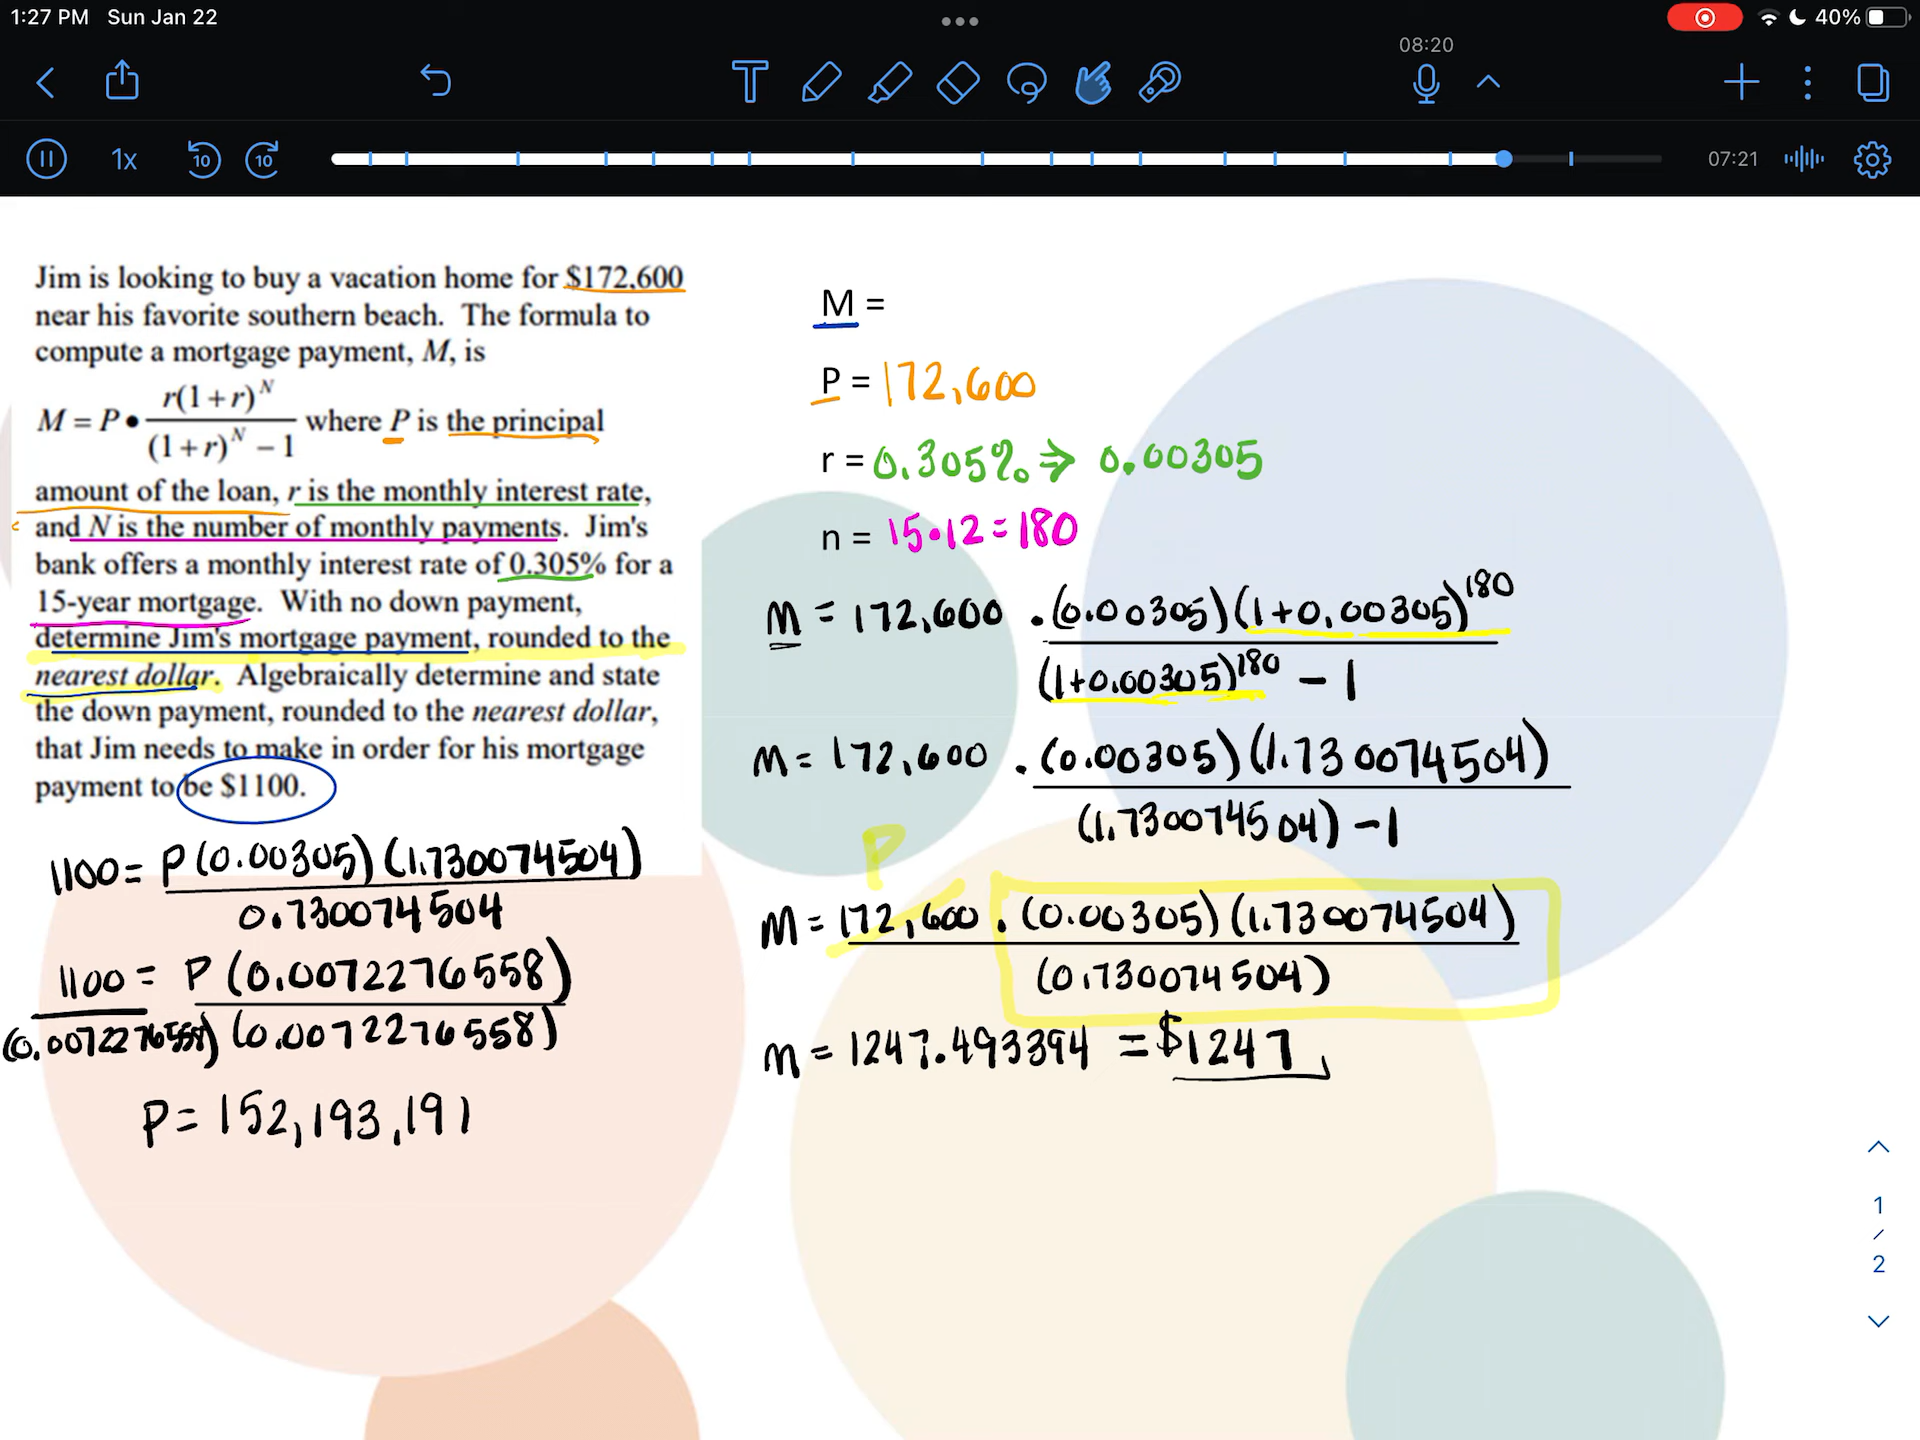 1:27 PM Sun Jan 22
40%
08:20
1x
10
10
07:21
Jim is looking to buy a vacation home for $172,600
near his favorite southern beach. The formula to
compute a mortgage payment, M, is
M = P • r(1+r)^N / (1+r)^N − 1 where P is the principal
amount of the loan, r is the monthly interest rate,
and N is the number of monthly payments. Jim's
bank offers a monthly interest rate of 0.305% for a
15-year mortgage. With no down payment,
determine Jim's mortgage payment, rounded to the
nearest dollar. Algebraically determine and state
the down payment, rounded to the nearest dollar,
that Jim needs to make in order for his mortgage
payment to be $1100.
1100 = P(0.00305)(1.730074504)
0.730074504
1100 = P (0.0072276558)
(0.0072276558) (0.0072276558)
P = 152,193,191
M =
P = 172,600
r = 0.305% ⇒ 0.00305
n = 15•12 = 180
M = 172,600 • (0.00305)(1+0.00305)^180
(1+0.00305)^180 − 1
M = 172,600 • (0.00305)(1.730074504)
(1.730074504) − 1
P
M = 172,600 • (0.00305)(1.730074504)
(0.730074504)
M = 1247.493394 = $1247
1
/
2